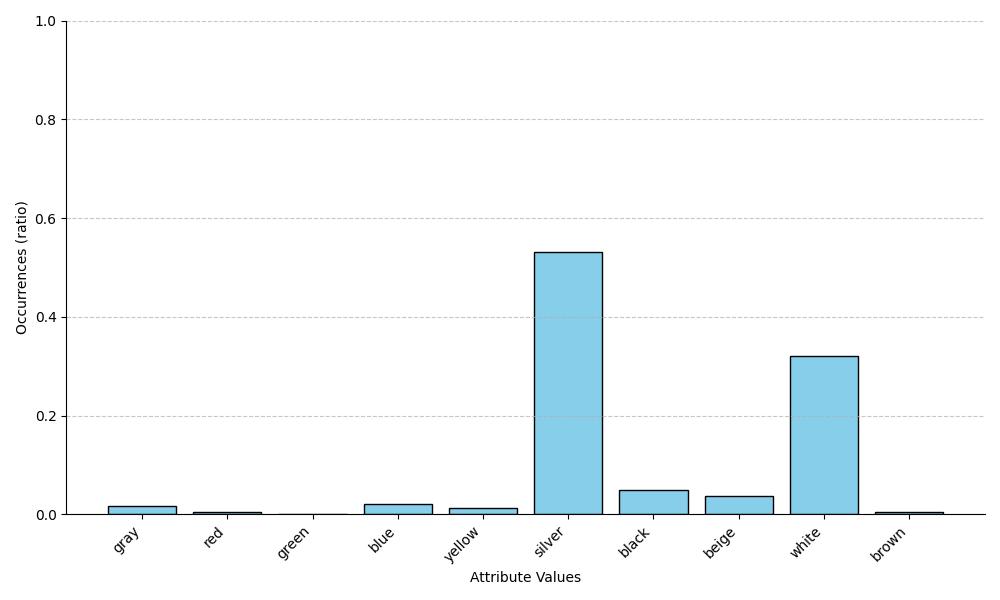 1.0
0.8
0.6
0.4
0.2
0.0
Occurrences (ratio)
gray
red
green
blue
yellow
silver
black
beige
white
brown
Attribute Values